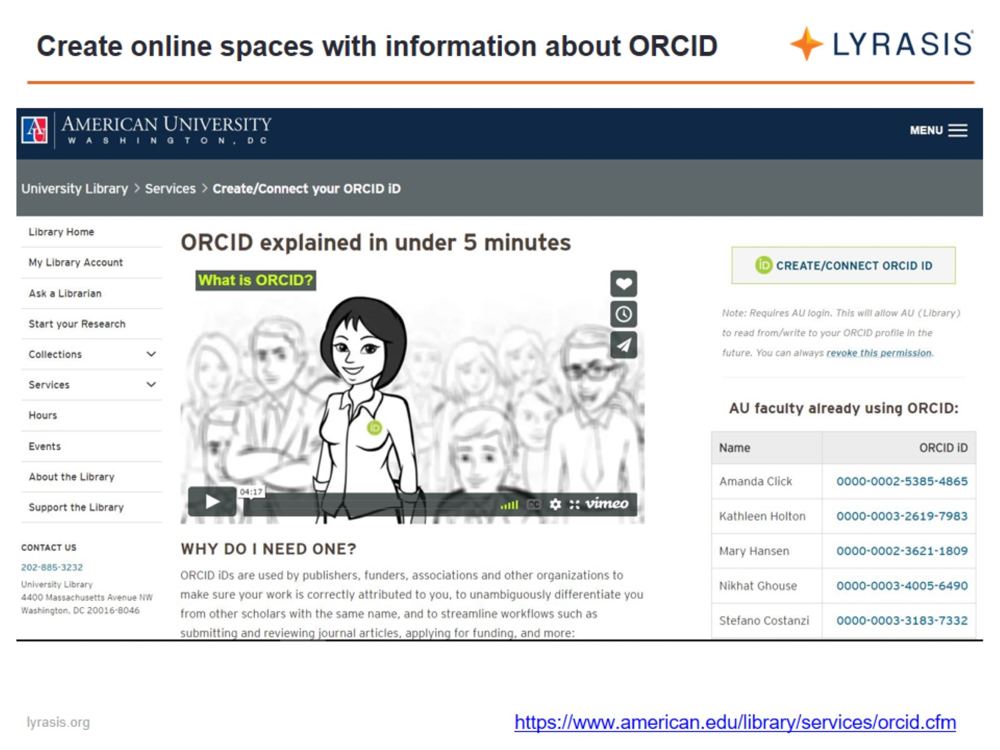 Create online spaces with information about ORCID
LYRASIS
AU
AMERICAN UNIVERSITY
WASHINGTON, DC
MENU
University Library > Services > Create/Connect your ORCID iD
Library Home
My Library Account
Ask a Librarian
Start your Research
Collections
Services
Hours
Events
About the Library
Support the Library
CONTACT US
202-885-3232
University Library
4400 Massachusetts Avenue NW
Washington, DC 20016-8046
ORCID explained in under 5 minutes
What is ORCID?
iD
04:17
CC
vimeo
WHY DO I NEED ONE?
ORCID iDs are used by publishers, funders, associations and other organizations to
make sure your work is correctly attributed to you, to unambiguously differentiate you
from other scholars with the same name, and to streamline workflows such as
submitting and reviewing journal articles, applying for funding, and more:
iD CREATE/CONNECT ORCID ID
Note: Requires AU login. This will allow AU (Library)
to read from/write to your ORCID profile in the
future. You can always revoke this permission.
AU faculty already using ORCID:
Name ORCID iD
Amanda Click 0000-0002-5385-4865
Kathleen Holton 0000-0003-2619-7983
Mary Hansen 0000-0002-3621-1809
Nikhat Ghouse 0000-0003-4005-6490
Stefano Costanzi 0000-0003-3183-7332
lyrasis.org
https://www.american.edu/library/services/orcid.cfm